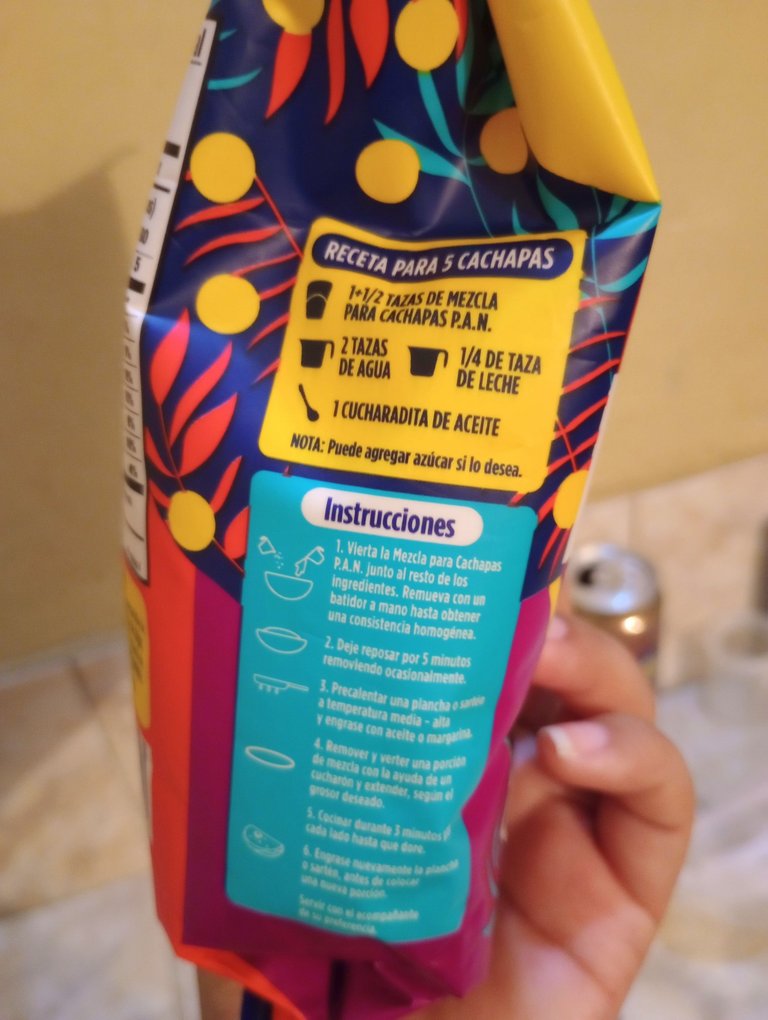 RECETA PARA 5 CACHAPAS
1+1/2 TAZAS DE MEZCLA
PARA CACHAPAS P.A.N.
2 TAZAS
DE AGUA
1/4 DE TAZA
DE LECHE
1 CUCHARADITA DE ACEITE
NOTA: Puede agregar azúcar si lo desea.
Instrucciones
1. Vierta la Mezcla para Cachapas
P.A.N. junto al resto de los
ingredientes. Remueva con un
batidor a mano hasta obtener
una consistencia homogénea.
2. Deje reposar por 5 minutos
removiendo ocasionalmente.
3. Precalentar una plancha o sartén
a temperatura media - alta
y engrase con aceite o margarina.
4. Remover y verter una porción
de mezcla con la ayuda de un
cucharón y extender, según el
grosor deseado.
5. Cocinar durante 3 minutos
cada lado hasta que dore.
6. Engrase nuevamente la plancha
o sartén, antes de colocar
una nueva porción.
Servir con el acompañante
de su preferencia.